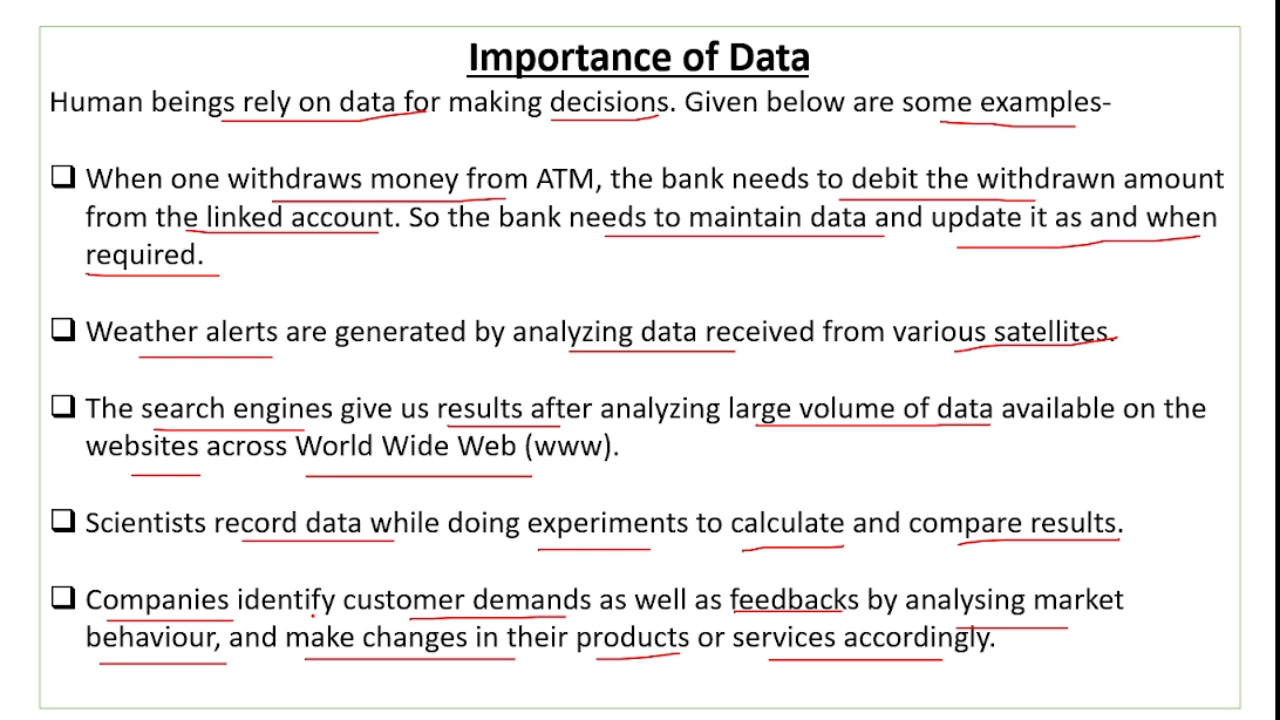 Importance of Data
Human beings rely on data for making decisions. Given below are some examples-
❑ When one withdraws money from ATM, the bank needs to debit the withdrawn amount
from the linked account. So the bank needs to maintain data and update it as and when
required.
❑ Weather alerts are generated by analyzing data received from various satellites.
❑ The search engines give us results after analyzing large volume of data available on the
websites across World Wide Web (www).
❑ Scientists record data while doing experiments to calculate and compare results.
❑ Companies identify customer demands as well as feedbacks by analysing market
behaviour, and make changes in their products or services accordingly.